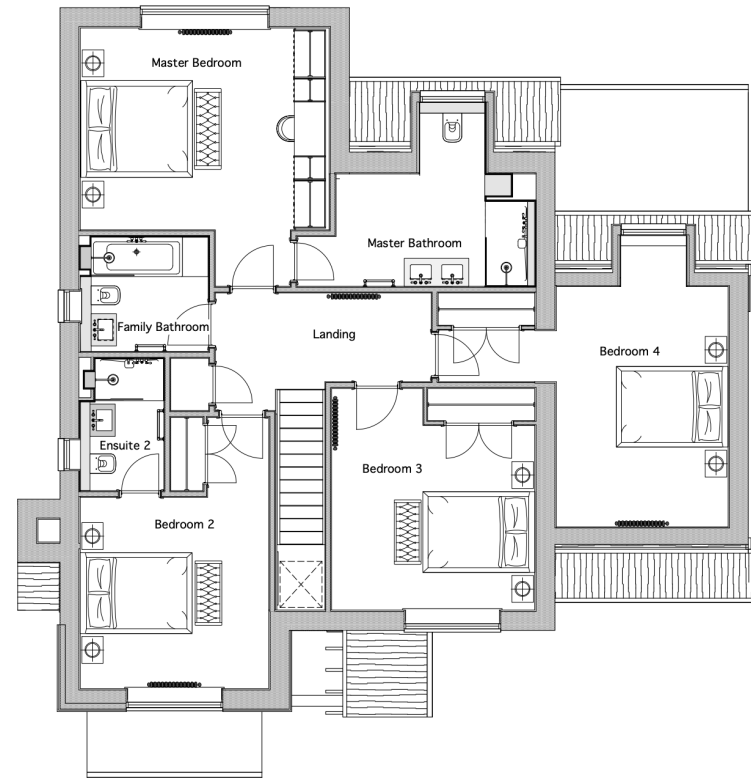 Master Bedroom
Master Bathroom
Family Bathroom
Landing
Bedroom 4
Ensuite 2
Bedroom 3
Bedroom 2